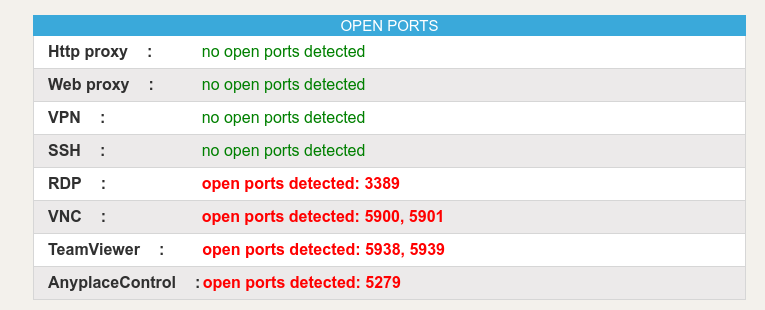 OPEN PORTS
Http proxy : no open ports detected
Web proxy : no open ports detected
VPN : no open ports detected
SSH : no open ports detected
RDP : open ports detected: 3389
VNC : open ports detected: 5900, 5901
TeamViewer : open ports detected: 5938, 5939
AnyplaceControl : open ports detected: 5279